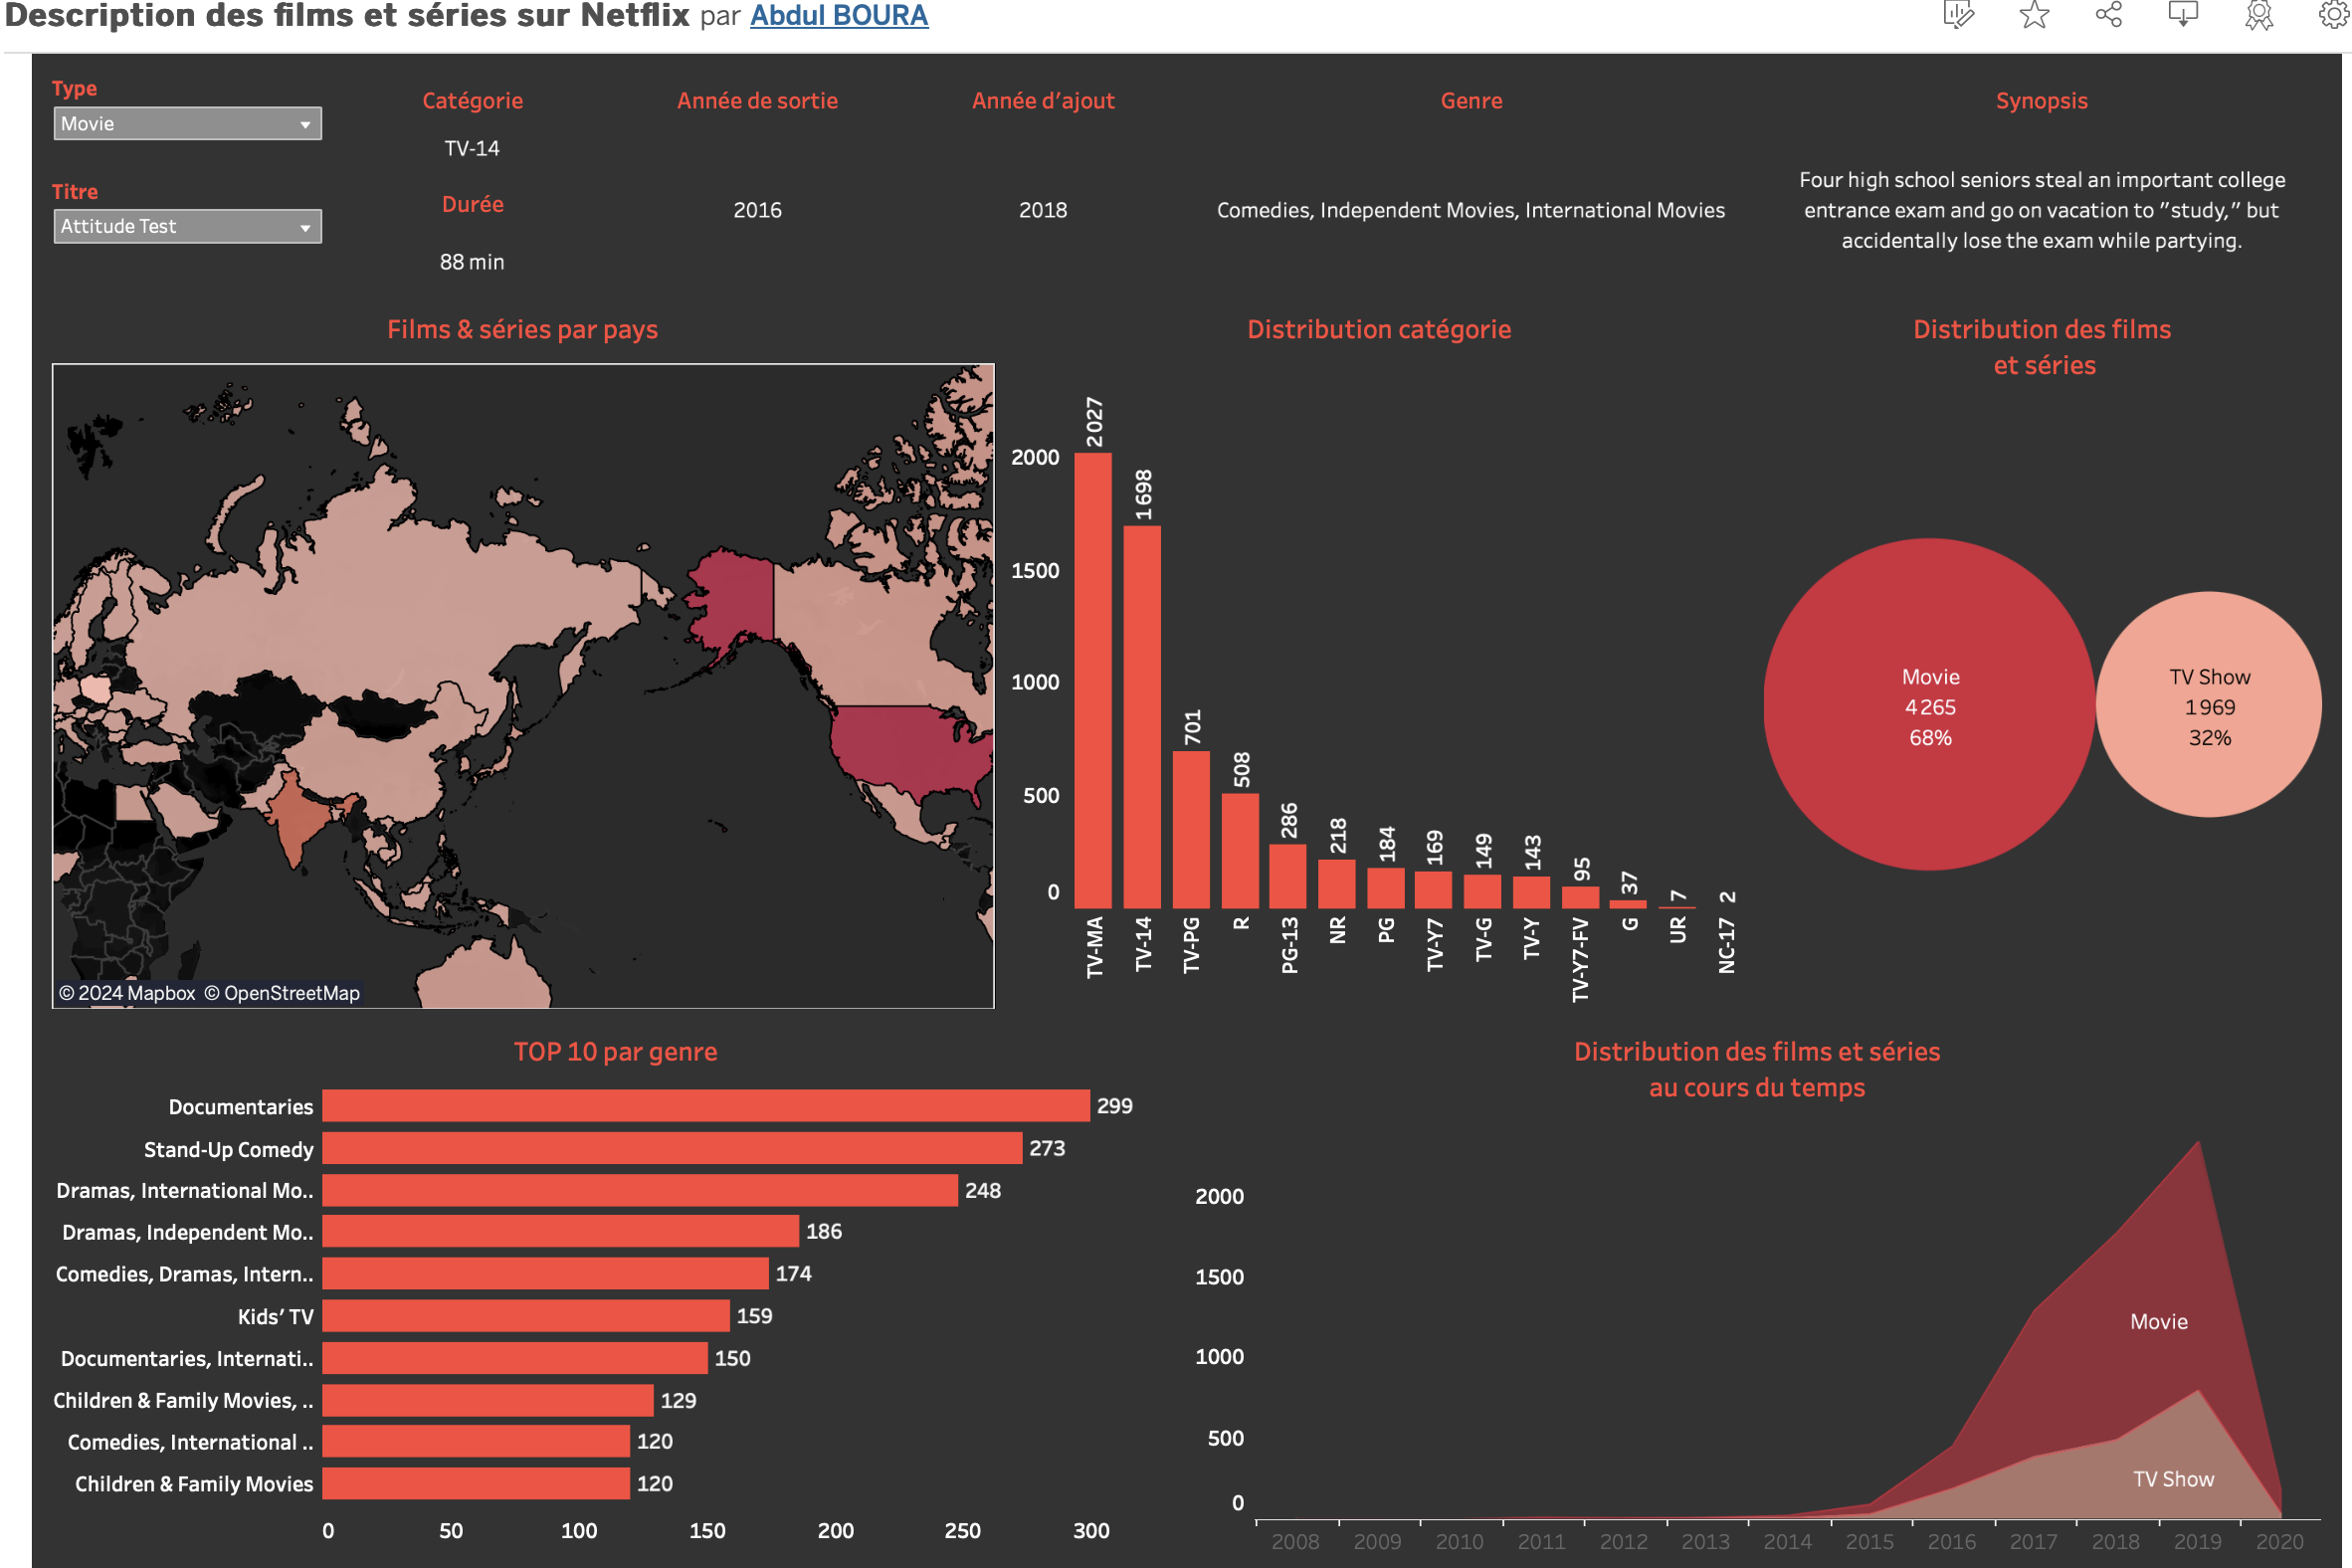 Description des films et séries sur Netflix par Abdul BOURA
Type
Movie
Titre
Attitude Test
Catégorie
TV-14
Durée
88 min
Année de sortie
2016
Année d’ajout
2018
Genre
Comedies, Independent Movies, International Movies
Synopsis
Four high school seniors steal an important college
entrance exam and go on vacation to ”study,” but
accidentally lose the exam while partying.
Films & séries par pays
© 2024 Mapbox © OpenStreetMap
Distribution catégorie
2000
1500
1000
500
0
2027
1 698
701
508
286
218
184
169
149
143
95
37
7
2
TV-MA
TV-14
TV-PG
R
PG-13
NR
PG
TV-Y7
TV-G
TV-Y
TV-Y7-FV
G
UR
NC-17
Distribution des films
et séries
Movie
4 265
68%
TV Show
1 969
32%
TOP 10 par genre
Documentaries 299
Stand-Up Comedy 273
Dramas, International Mo.. 248
Dramas, Independent Mo.. 186
Comedies, Dramas, Intern.. 174
Kids’ TV 159
Documentaries, Internati.. 150
Children & Family Movies, .. 129
Comedies, International .. 120
Children & Family Movies 120
0 50 100 150 200 250 300
Distribution des films et séries
au cours du temps
2000
1500
1000
500
0
Movie
TV Show
2008 2009 2010 2011 2012 2013 2014 2015 2016 2017 2018 2019 2020